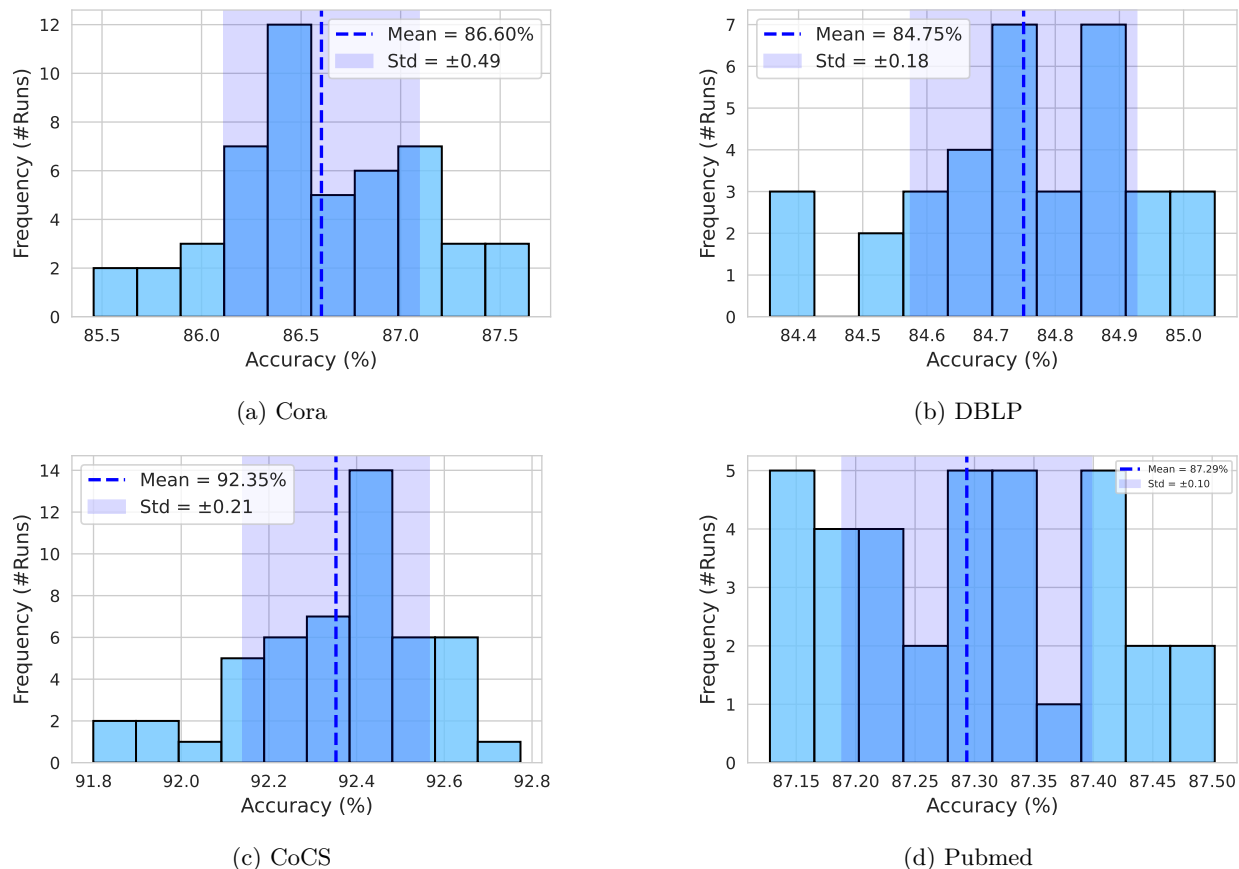 Mean = 86.60%
Std = ±0.49
12
10
8
6
4
2
0
Frequency (#Runs)
85.5 86.0 86.5 87.0 87.5
Accuracy (%)
(a) Cora
Mean = 84.75%
Std = ±0.18
7
6
5
4
3
2
1
0
Frequency (#Runs)
84.4 84.5 84.6 84.7 84.8 84.9 85.0
Accuracy (%)
(b) DBLP
Mean = 92.35%
Std = ±0.21
14
12
10
8
6
4
2
0
Frequency (#Runs)
91.8 92.0 92.2 92.4 92.6 92.8
Accuracy (%)
(c) CoCS
Mean = 87.29%
Std = ±0.10
5
4
3
2
1
0
Frequency (#Runs)
87.15 87.20 87.25 87.30 87.35 87.40 87.45 87.50
Accuracy (%)
(d) Pubmed